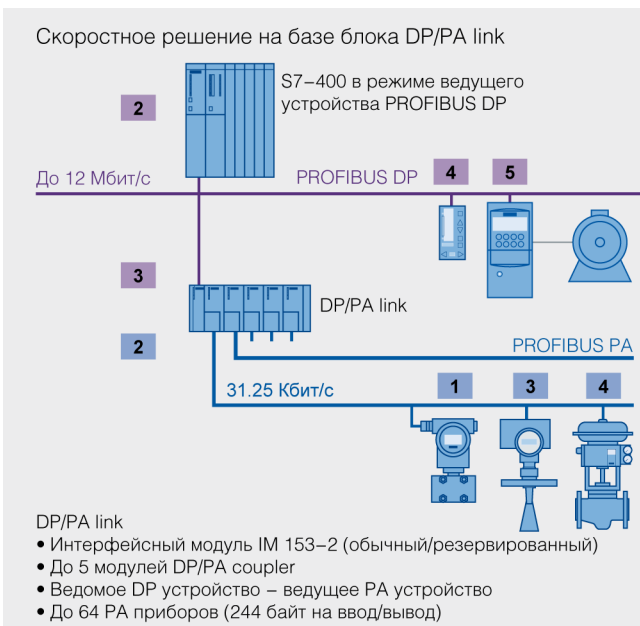 Скоростное решение на базе блока DP/PA link
S7–400 в режиме ведущего
устройства PROFIBUS DP
2
До 12 Мбит/с
PROFIBUS DP
4
5
3
DP/PA link
2
PROFIBUS PA
31.25 Кбит/с
1
3
4
DP/PA link
• Интерфейсный модуль IM 153–2 (обычный/резервированный)
• До 5 модулей DP/PA coupler
• Ведомое DP устройство – ведущее PA устройство
• До 64 PA приборов (244 байт на ввод/вывод)